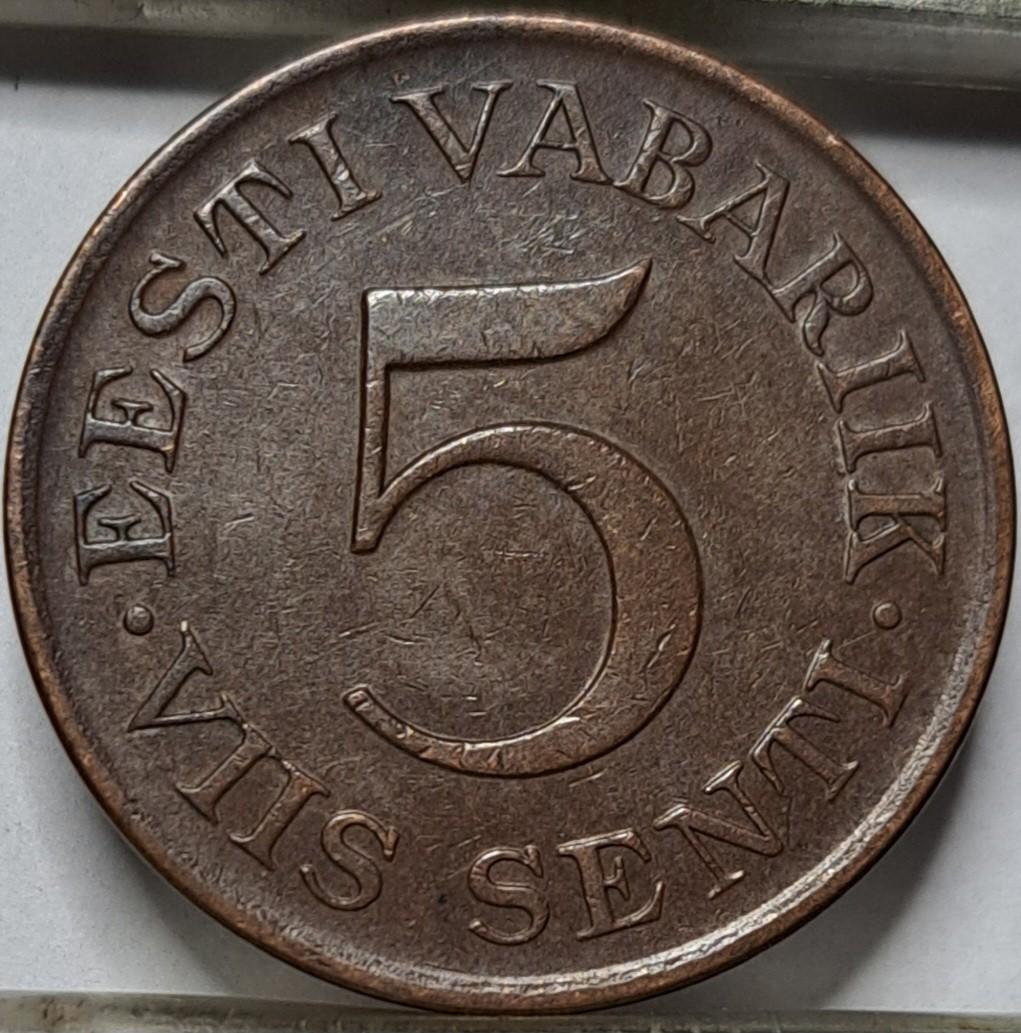 EESTI VABARIIK
5
· VIIS SENTI ·